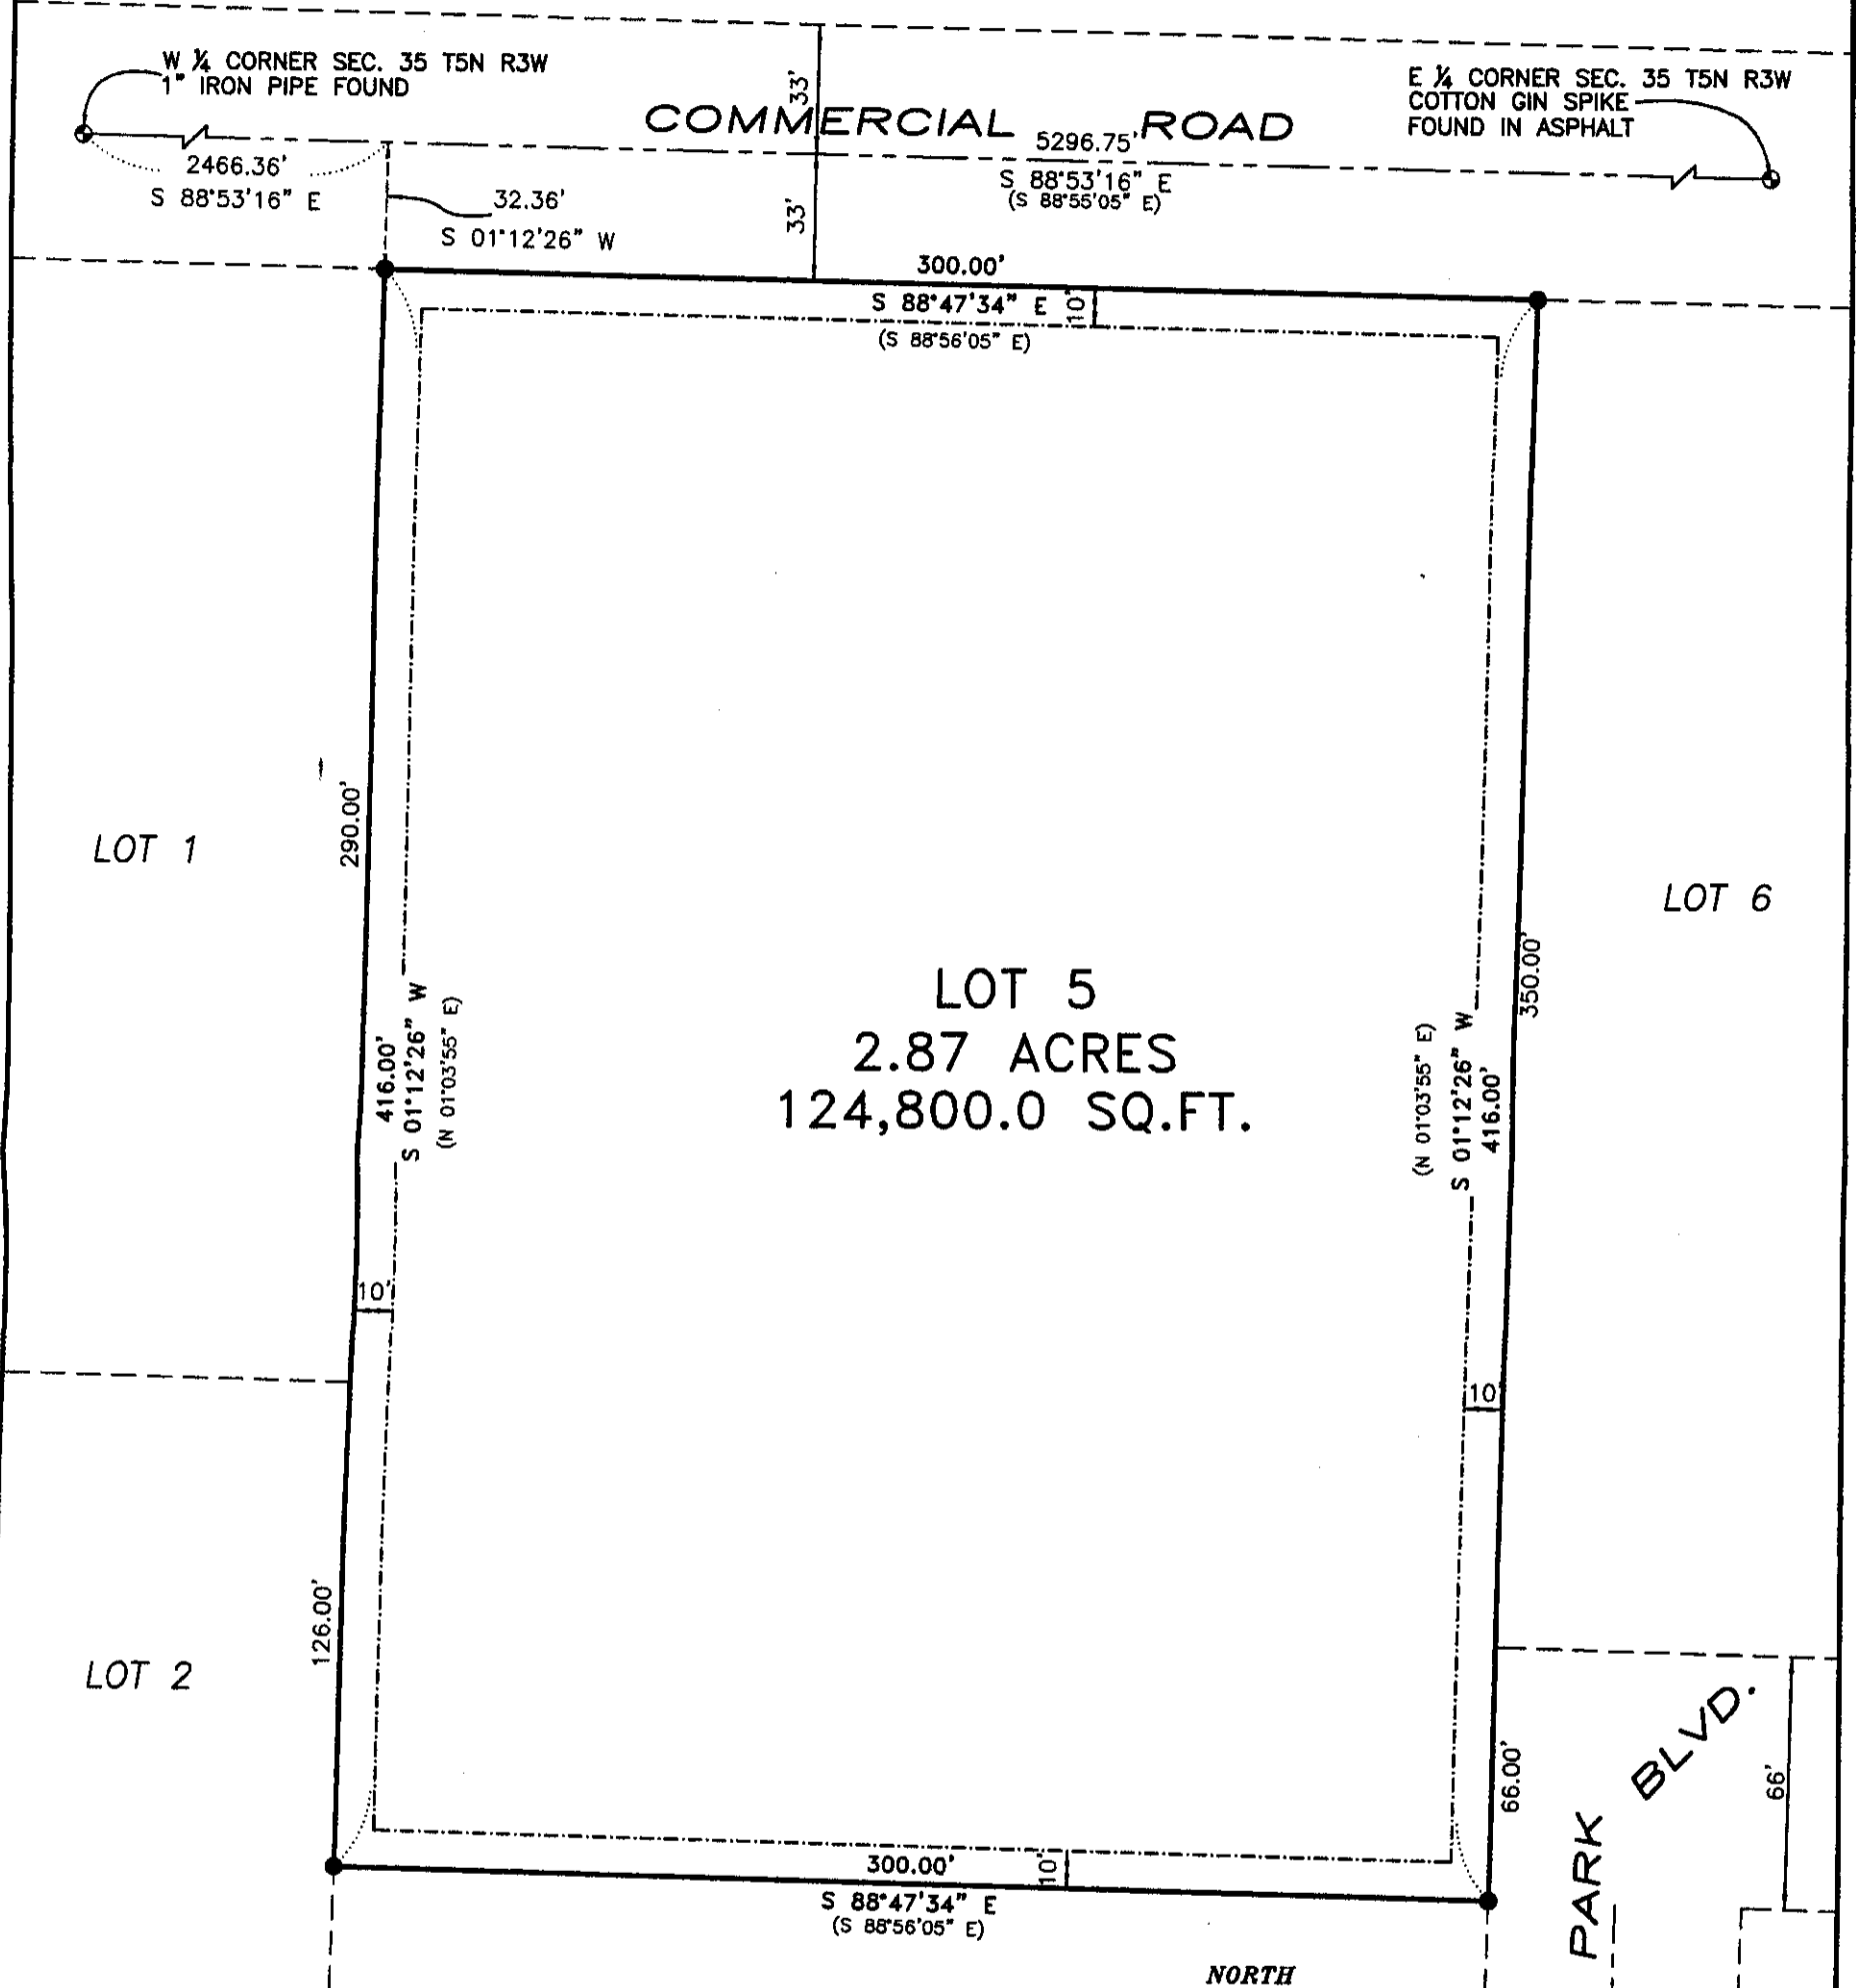 W ¼ CORNER SEC. 35 T5N R3W
1" IRON PIPE FOUND
E ¼ CORNER SEC. 35 T5N R3W
COTTON GIN SPIKE
FOUND IN ASPHALT
33'
COMMERCIAL ROAD
5296.75'
S 88°53'16" E
(S 88°55'05" E)
2466.36'
S 88°53'16" E
32.36'
S 01°12'26" W
33'
300.00'
S 88°47'34" E
10'
(S 88°56'05" E)
290.00'
LOT 1
LOT 6
350.00'
416.00'
S 01°12'26" W
(N 01°03'55" E)
LOT 5
2.87 ACRES
124,800.0 SQ.FT.
(N 01°03'55" E)
S 01°12'26" W
416.00'
10'
10'
126.00'
LOT 2
66.00'
PARK BLVD.
66'
300.00'
10'
S 88°47'34" E
(S 88°56'05" E)
NORTH